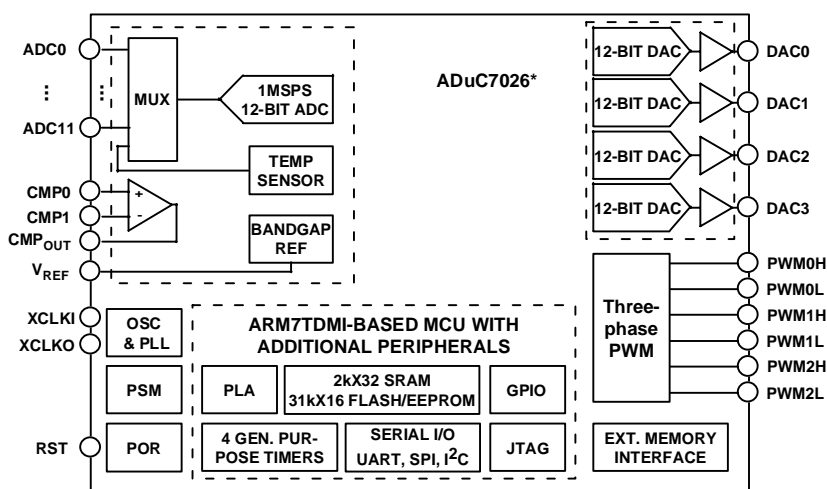 ADuC7026*
ADC0
...
ADC11
CMP0
CMP1
CMPOUT
VREF
XCLKI
XCLKO
RST
...
MUX
1MSPS
12-BIT ADC
TEMP
SENSOR
+
-
BANDGAP
REF
12-BIT DAC
12-BIT DAC
12-BIT DAC
12-BIT DAC
DAC0
DAC1
DAC2
DAC3
Three-
phase
PWM
PWM0H
PWM0L
PWM1H
PWM1L
PWM2H
PWM2L
OSC
& PLL
PSM
POR
ARM7TDMI-BASED MCU WITH
ADDITIONAL PERIPHERALS
PLA
2kX32 SRAM
31kX16 FLASH/EEPROM
GPIO
4 GEN. PUR-
POSE TIMERS
SERIAL I/O
UART, SPI, I²C
JTAG
EXT. MEMORY
INTERFACE